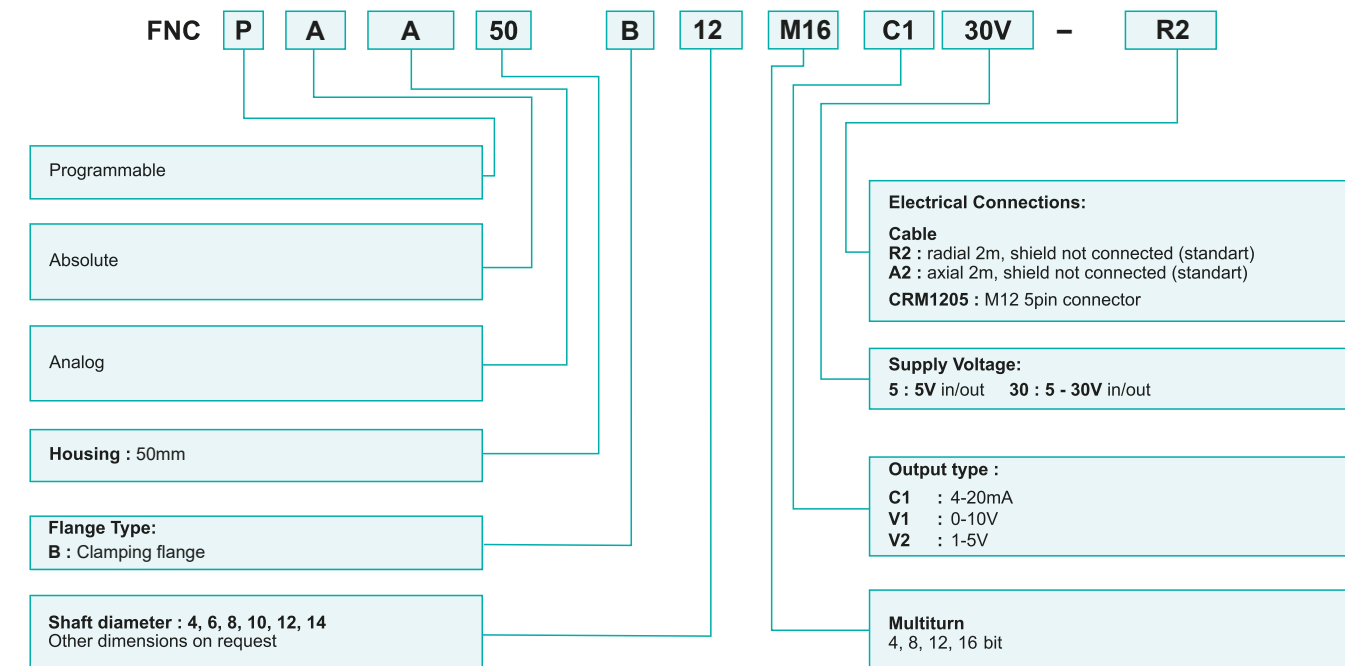 FNC P A A 50 B 12 M16 C1 30V – R2
Programmable
Absolute
Analog
Housing : 50mm
Flange Type:
B : Clamping flange
Shaft diameter : 4, 6, 8, 10, 12, 14
Other dimensions on request
Electrical Connections:
Cable
R2 : radial 2m, shield not connected (standart)
A2 : axial 2m, shield not connected (standart)
CRM1205 : M12 5pin connector
Supply Voltage:
5 : 5V in/out 30 : 5 - 30V in/out
Output type :
C1 : 4-20mA
V1 : 0-10V
V2 : 1-5V
Multiturn
4, 8, 12, 16 bit